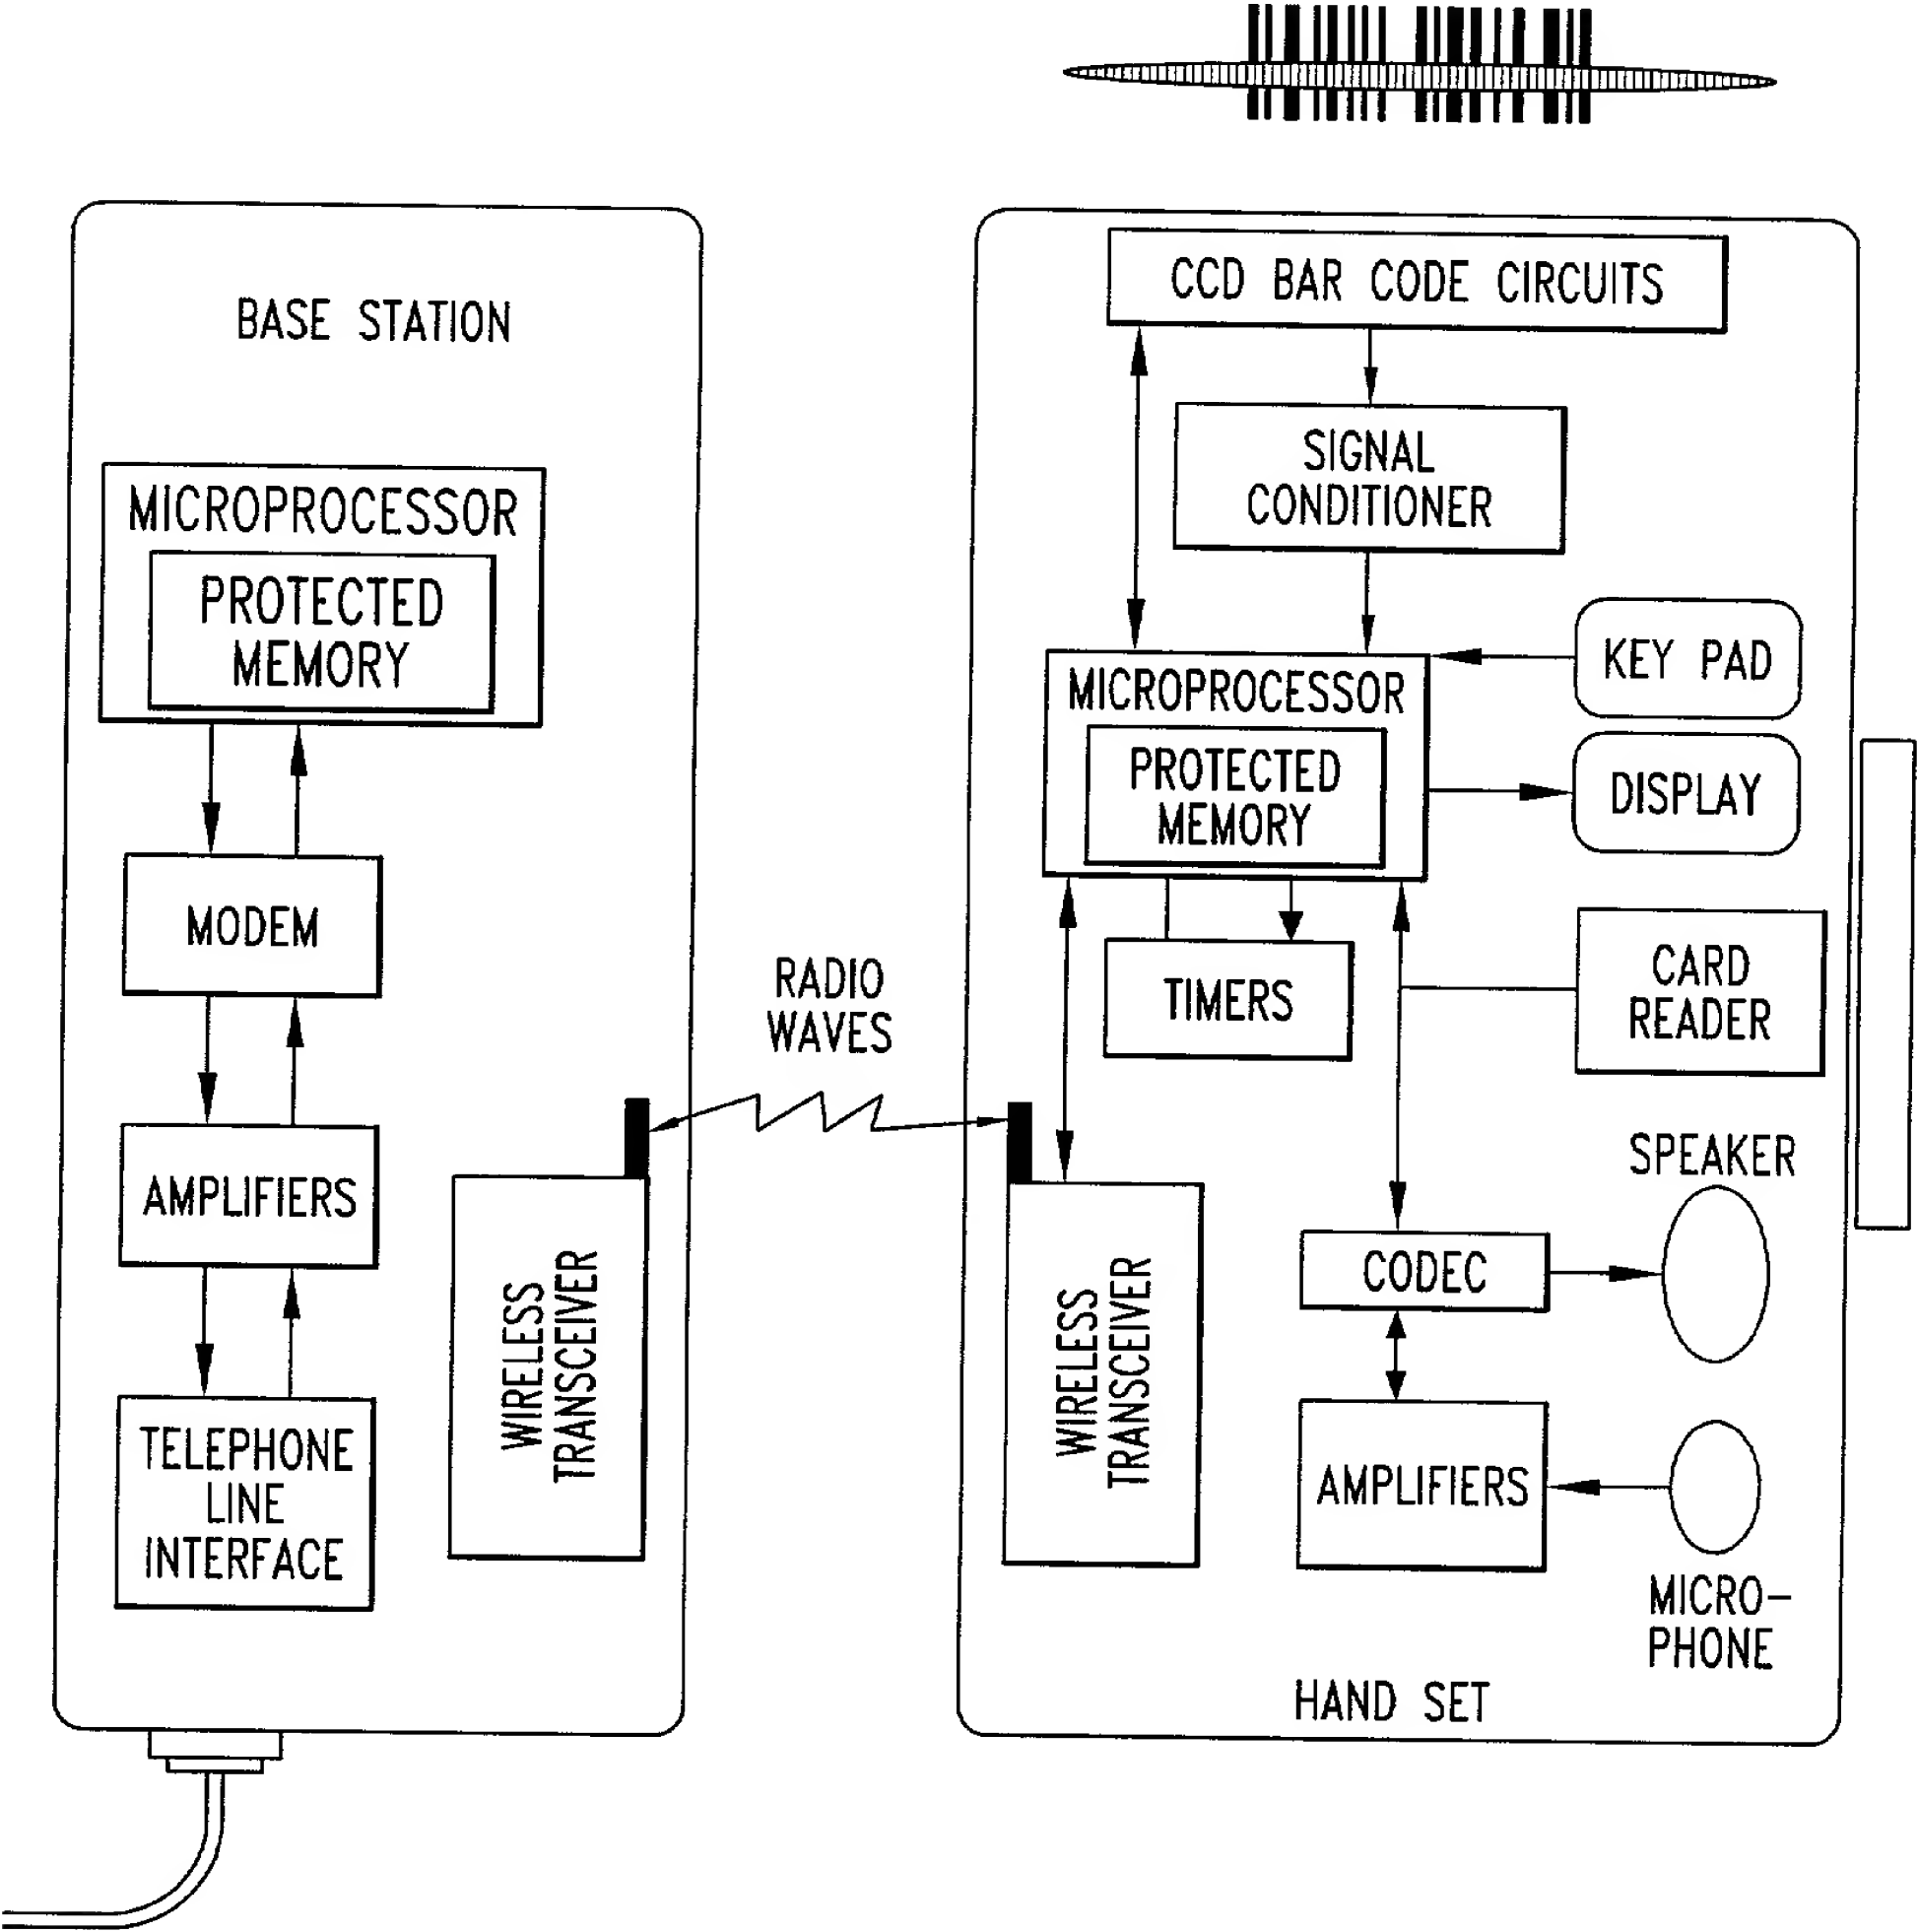 BASE STATION
MICROPROCESSOR
PROTECTED
MEMORY
MODEM
AMPLIFIERS
TELEPHONE
LINE
INTERFACE
WIRELESS
TRANSCEIVER
RADIO
WAVES
CCD BAR CODE CIRCUITS
SIGNAL
CONDITIONER
MICROPROCESSOR
PROTECTED
MEMORY
KEY PAD
DISPLAY
TIMERS
CARD
READER
WIRELESS
TRANSCEIVER
CODEC
SPEAKER
AMPLIFIERS
MICRO-
PHONE
HAND SET